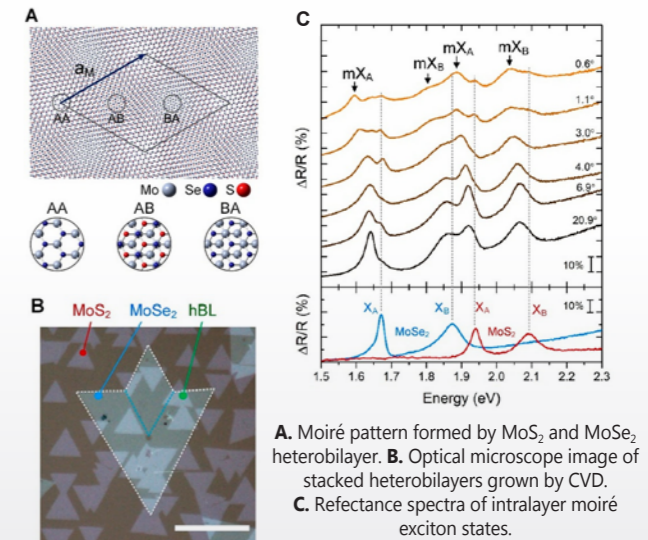 A
a_M
AA
AB
BA
Mo Se S
AA AB BA
B
MoS₂ MoSe₂ hBL
C
mX_A mX_B mX_A mX_B
0.6°
1.1°
3.0°
4.0°
6.9°
20.9°
10%
ΔR/R (%)
10%
X_A X_B X_A X_B
MoSe₂ MoS₂
ΔR/R (%)
1.5 1.6 1.7 1.8 1.9 2.0 2.1 2.2 2.3
Energy (eV)
A. Moiré pattern formed by MoS₂ and MoSe₂
heterobilayer. B. Optical microscope image of
stacked heterobilayers grown by CVD.
C. Refectance spectra of intralayer moiré
exciton states.